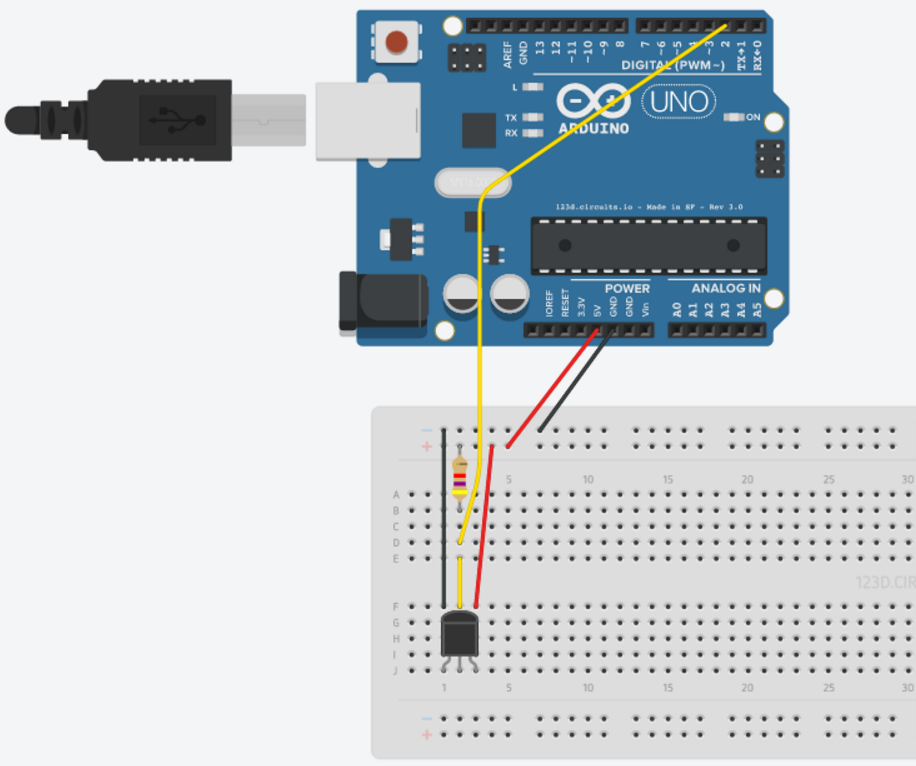 AREF
GND
13
12
~11
~10
~9
8
7
~6
~5
4
~3
2
TX→1
RX←0
DIGITAL (PWM ~)
L
TX
RX
ARDUINO
UNO
ON
123d.circuits.io - Made in SF - Rev 3.0
POWER
ANALOG IN
IOREF
RESET
3.3V
5V
GND
GND
Vin
A0
A1
A2
A3
A4
A5
−
+
5 10 15 20 25 30
A
B
C
D
E
123D.CIR
F
G
H
I
J
1 5 10 15 20 25 30
−
+